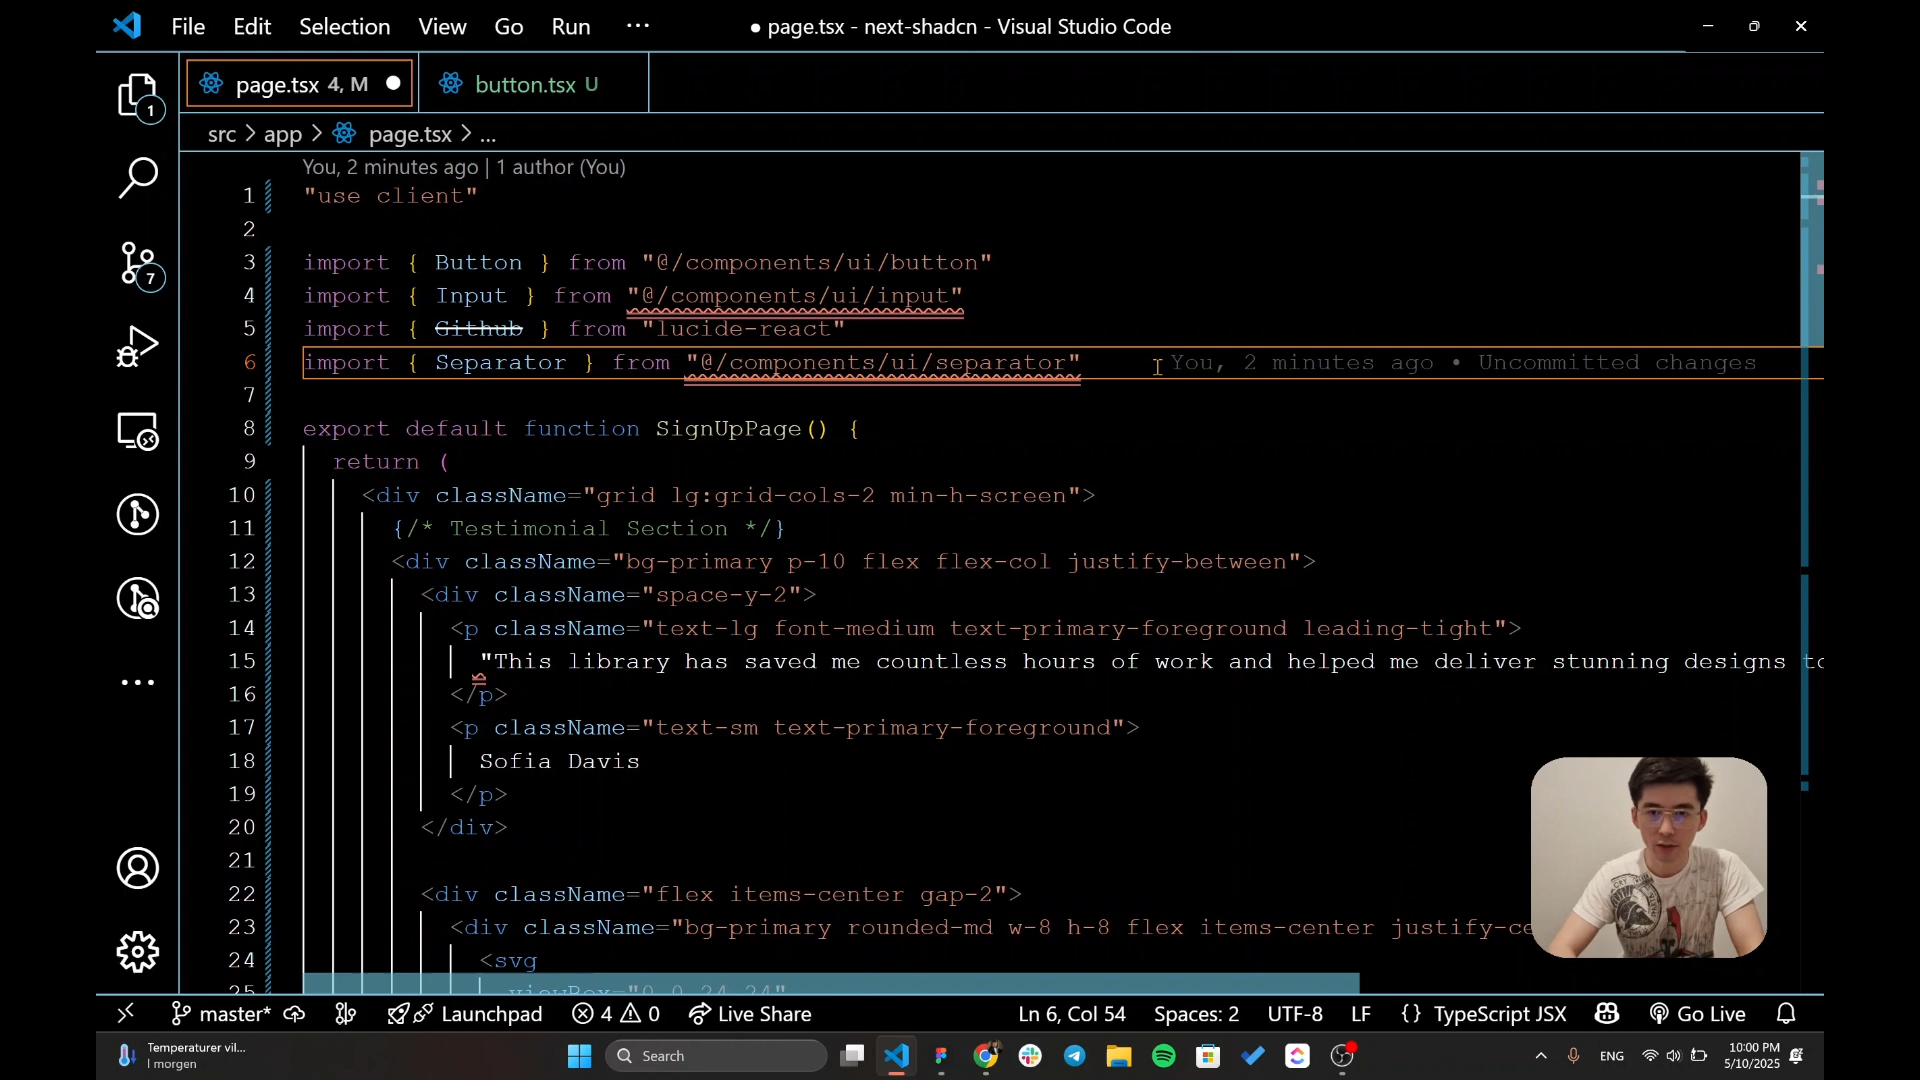 File Edit Selection View Go Run ···
● page.tsx - next-shadcn - Visual Studio Code
page.tsx 4, M ●
button.tsx U
src > app > page.tsx > ...
You, 2 minutes ago | 1 author (You)
1 "use client"
2
3 import { Button } from "@/components/ui/button"
4 import { Input } from "@/components/ui/input"
5 import { Github } from "lucide-react"
6 import { Separator } from "@/components/ui/separator" You, 2 minutes ago • Uncommitted changes
7
8 export default function SignUpPage() {
9 return (
10 <div className="grid lg:grid-cols-2 min-h-screen">
11 {/* Testimonial Section */}
12 <div className="bg-primary p-10 flex flex-col justify-between">
13 <div className="space-y-2">
14 <p className="text-lg font-medium text-primary-foreground leading-tight">
15 "This library has saved me countless hours of work and helped me deliver stunning designs to
16 </p>
17 <p className="text-sm text-primary-foreground">
18 Sofia Davis
19 </p>
20 </div>
21
22 <div className="flex items-center gap-2">
23 <div className="bg-primary rounded-md w-8 h-8 flex items-center justify-ce
24 <svg
25 viewBox="0 0 24 24"
1
7
master* Launchpad 4 0 Live Share Ln 6, Col 54 Spaces: 2 UTF-8 LF {} TypeScript JSX Go Live
Temperaturer vil...
I morgen
Search
ENG
10:00 PM
5/10/2025